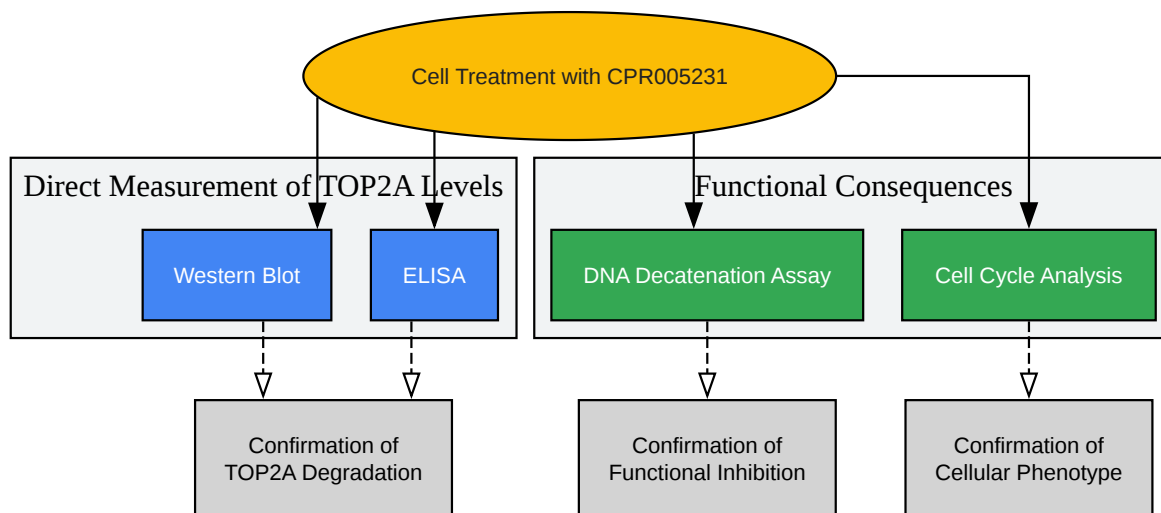 Cell Treatment with CPR005231
Direct Measurement of TOP2A Levels
Functional Consequences
Western Blot
ELISA
DNA Decatenation Assay
Cell Cycle Analysis
Confirmation of
TOP2A Degradation
Confirmation of
Functional Inhibition
Confirmation of
Cellular Phenotype